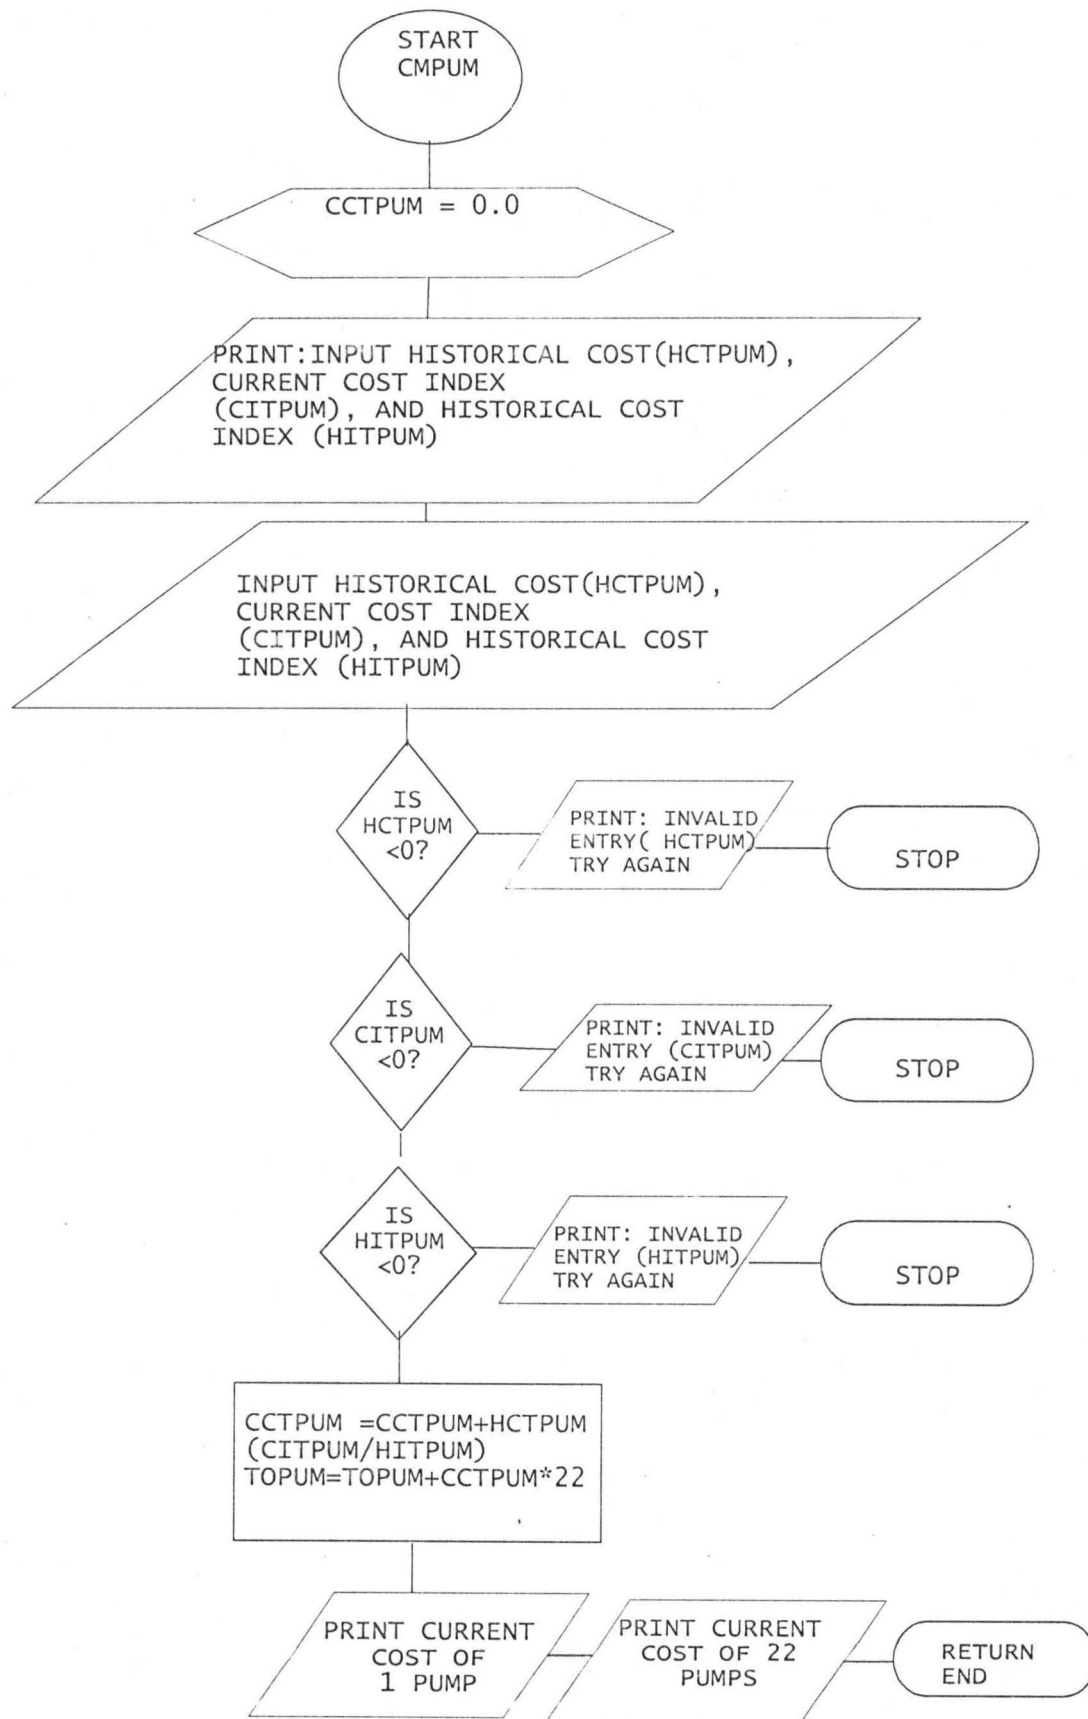 START
CMPUM
CCTPUM = 0.0
PRINT:INPUT HISTORICAL COST(HCTPUM),
CURRENT COST INDEX
(CITPUM), AND HISTORICAL COST
INDEX (HITPUM)
INPUT HISTORICAL COST(HCTPUM),
CURRENT COST INDEX
(CITPUM), AND HISTORICAL COST
INDEX (HITPUM)
IS
HCTPUM
<0?
PRINT: INVALID
ENTRY( HCTPUM)
TRY AGAIN
STOP
IS
CITPUM
<0?
PRINT: INVALID
ENTRY (CITPUM)
TRY AGAIN
STOP
IS
HITPUM
<0?
PRINT: INVALID
ENTRY (HITPUM)
TRY AGAIN
STOP
CCTPUM =CCTPUM+HCTPUM
(CITPUM/HITPUM)
TOPUM=TOPUM+CCTPUM*22
PRINT CURRENT
COST OF
1 PUMP
PRINT CURRENT
COST OF 22
PUMPS
RETURN
END